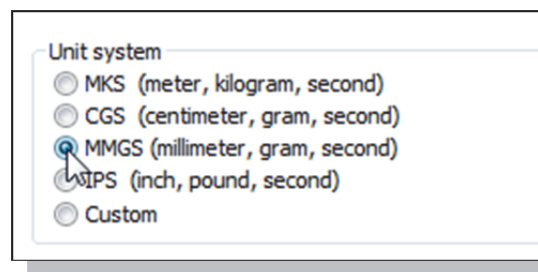 Unit system
MKS (meter, kilogram, second)
CGS (centimeter, gram, second)
MMGS (millimeter, gram, second)
IPS (inch, pound, second)
Custom